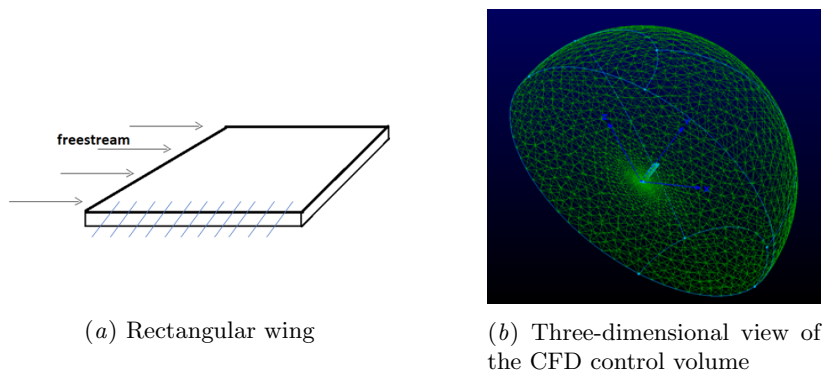 freestream
(a) Rectangular wing
(b) Three-dimensional view of
the CFD control volume